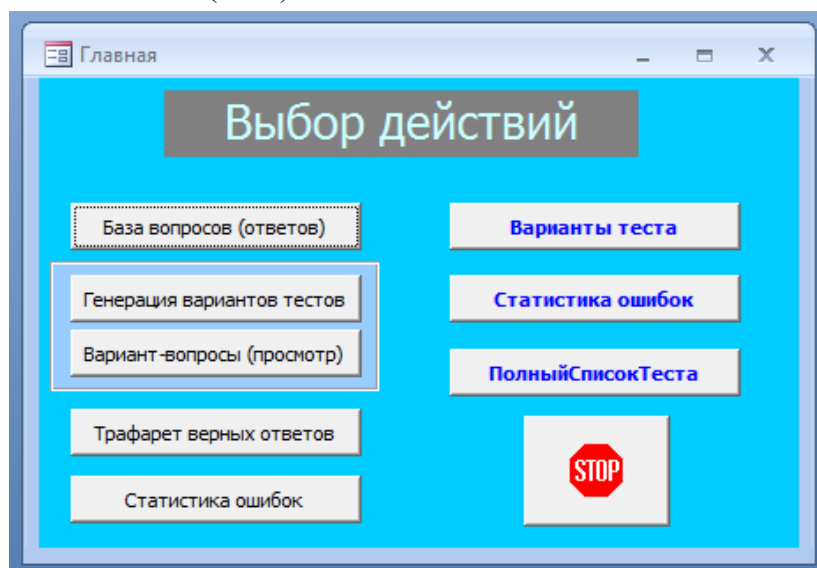 Главная
Выбор действий
База вопросов (ответов)
Генерация вариантов тестов
Вариант-вопросы (просмотр)
Трафарет верных ответов
Статистика ошибок
Варианты теста
Статистика ошибок
ПолныйСписокТеста
STOP